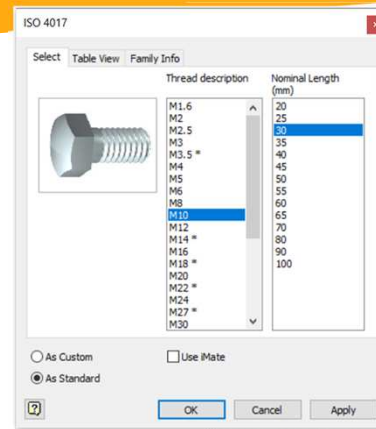 ISO 4017
x
Select Table View Family Info
Thread description
Nominal Length
(mm)
M1.6
M2
M2.5
M3
M3.5 *
M4
M5
M6
M8
M10
M12
M14 *
M16
M18 *
M20
M22 *
M24
M27 *
M30
20
25
30
35
40
45
50
55
60
65
70
80
90
100
As Custom
Use iMate
As Standard
?
OK Cancel Apply